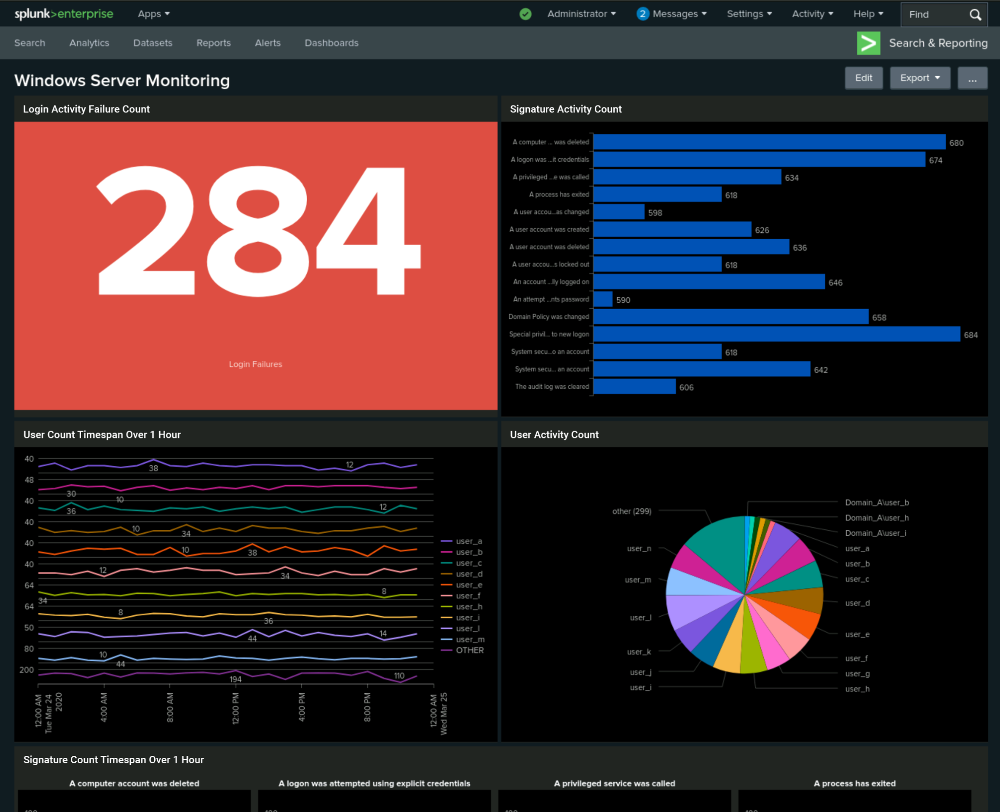 splunk>enterprise Apps Administrator 2 Messages Settings Activity Help Find
Search Analytics Datasets Reports Alerts Dashboards Search & Reporting
Windows Server Monitoring Edit Export ...
Login Activity Failure Count
284
Login Failures
Signature Activity Count
A computer ... was deleted 680
A logon was ...it credentials 674
A privileged ...e was called 634
A process has exited 618
A user accou...as changed 598
A user account was created 626
A user account was deleted 636
A user accou...s locked out 618
An account ...lly logged on 646
An attempt ...nts password 590
Domain Policy was changed 658
Special privil... to new logon 684
System secu...o an account 618
System secu... an account 642
The audit log was cleared 606
User Count Timespan Over 1 Hour
40 38 12
48 30 10
40 36 12
40 10 34
40 10 38
40 12 34
64 34 8
64 8 36
50 44 14
80 10 44
200 194 110
12:00 AM
Tue Mar 24
2020
4:00 AM
8:00 AM
12:00 PM
4:00 PM
8:00 PM
12:00 AM
Wed Mar 25
user_a
user_b
user_c
user_d
user_e
user_f
user_h
user_i
user_l
user_m
OTHER
User Activity Count
Domain_A\user_b
Domain_A\user_h
Domain_A\user_i
user_a
user_b
user_c
user_d
user_e
user_f
user_g
user_h
user_i
user_j
user_k
user_l
user_m
user_n
other (299)
Signature Count Timespan Over 1 Hour
A computer account was deleted
A logon was attempted using explicit credentials
A privileged service was called
A process has exited